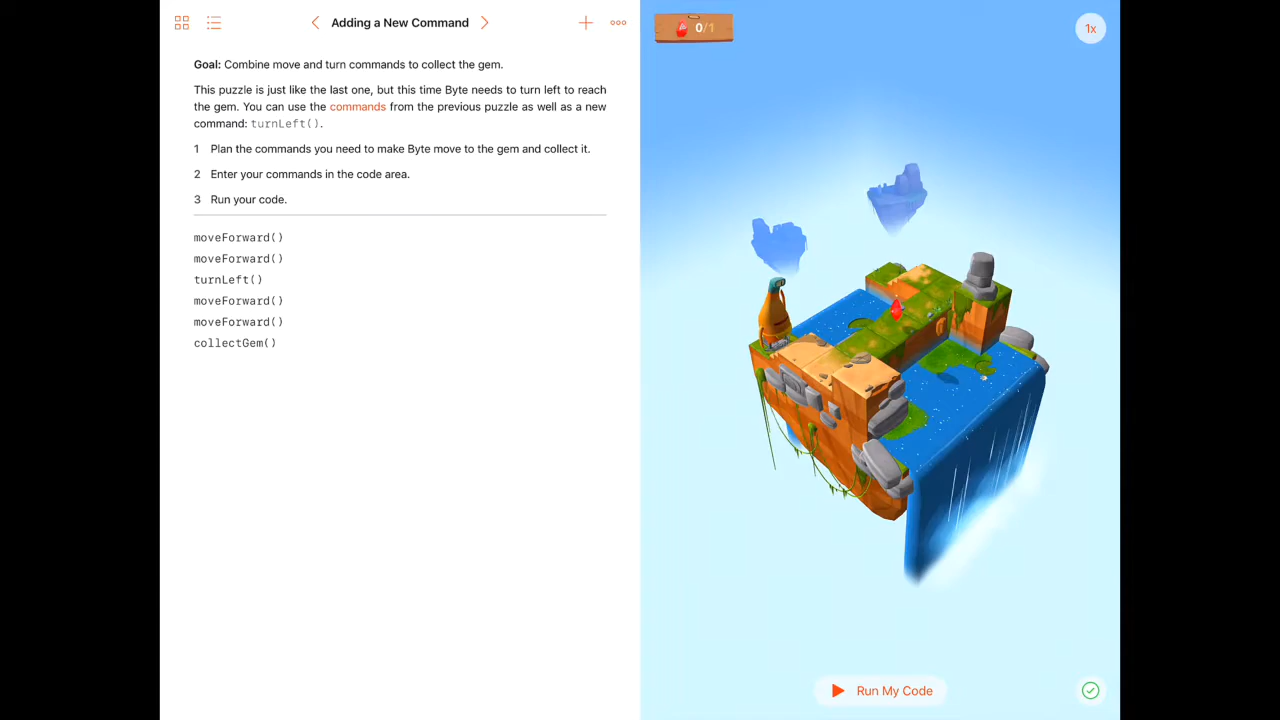 Adding a New Command
Goal: Combine move and turn commands to collect the gem.
This puzzle is just like the last one, but this time Byte needs to turn left to reach
the gem. You can use the commands from the previous puzzle as well as a new
command: turnLeft().
1 Plan the commands you need to make Byte move to the gem and collect it.
2 Enter your commands in the code area.
3 Run your code.
moveForward()
moveForward()
turnLeft()
moveForward()
moveForward()
collectGem()
0/1
1x
Run My Code